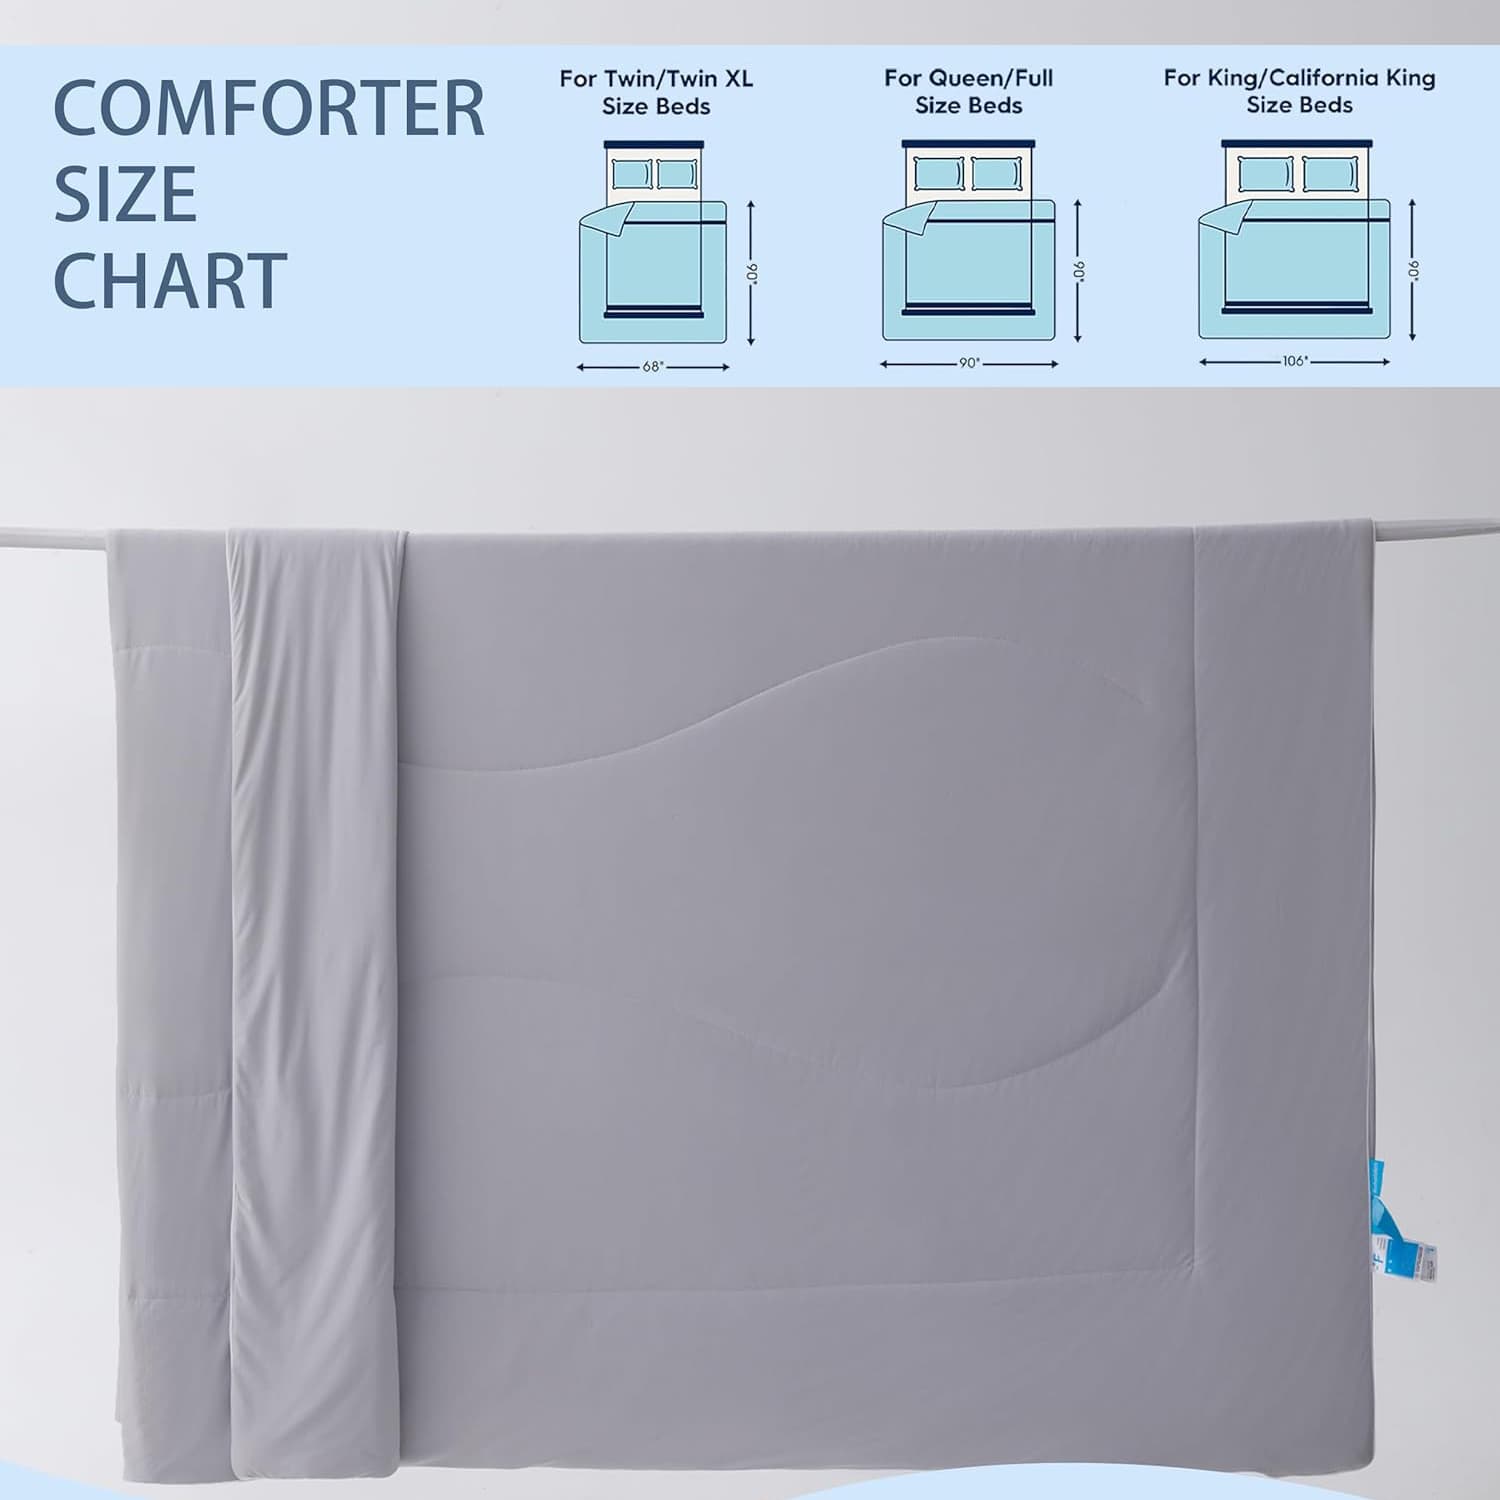 COMFORTER
SIZE
CHART
For Twin/Twin XL
Size Beds
90"
68"
For Queen/Full
Size Beds
90"
90"
For King/California King
Size Beds
90"
106"